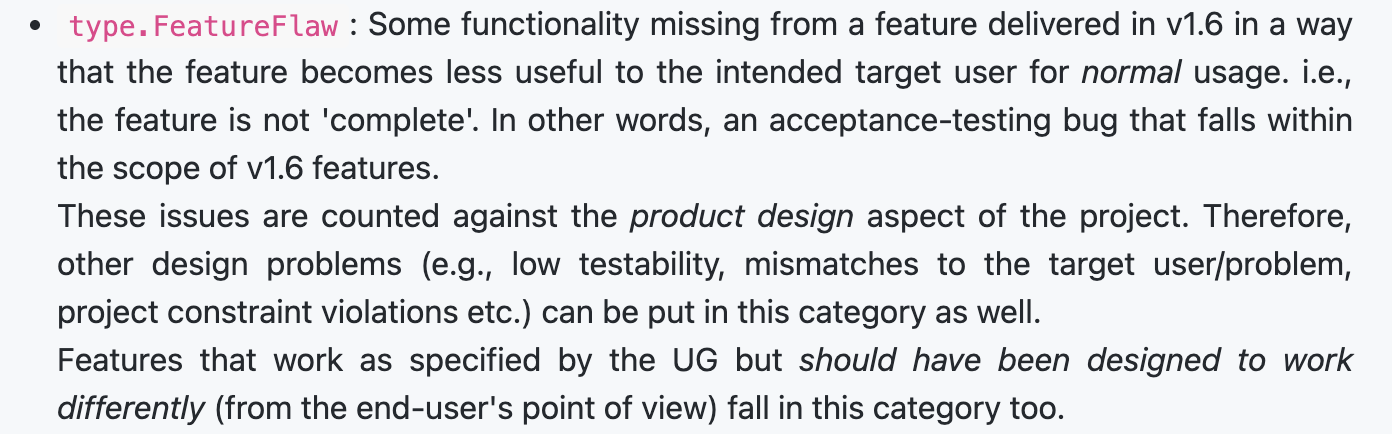 • type.FeatureFlaw : Some functionality missing from a feature delivered in v1.6 in a way
that the feature becomes less useful to the intended target user for normal usage. i.e.,
the feature is not 'complete'. In other words, an acceptance-testing bug that falls within
the scope of v1.6 features.
These issues are counted against the product design aspect of the project. Therefore,
other design problems (e.g., low testability, mismatches to the target user/problem,
project constraint violations etc.) can be put in this category as well.
Features that work as specified by the UG but should have been designed to work
differently (from the end-user's point of view) fall in this category too.